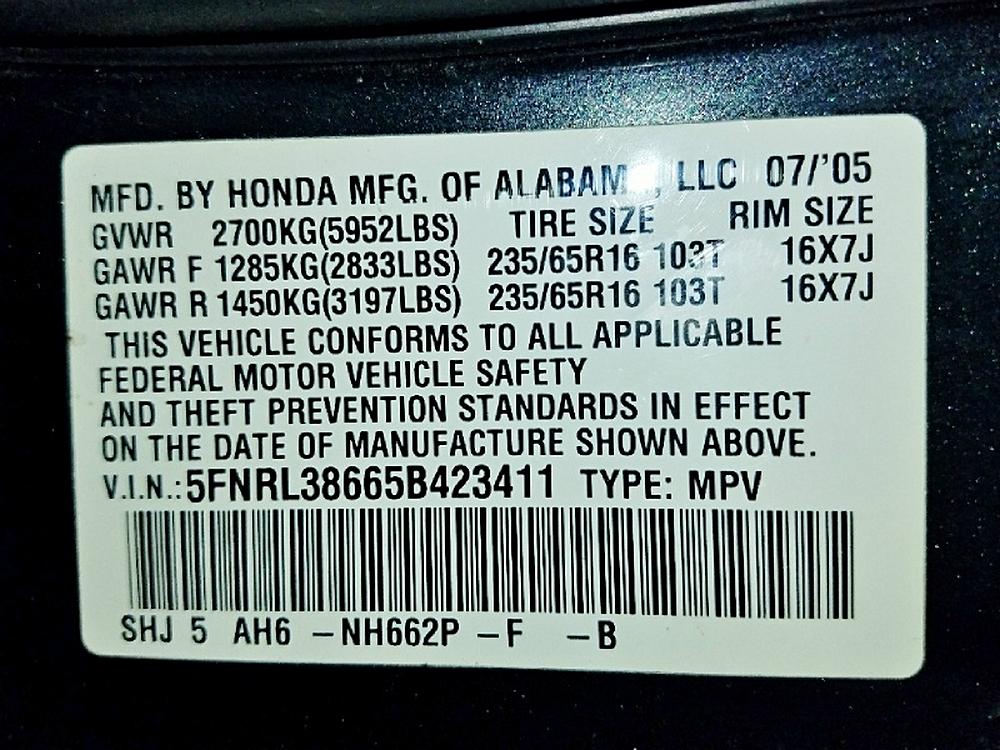 MFD. BY HONDA MFG. OF ALABAM , LLC 07/'05
GVWR 2700KG(5952LBS) TIRE SIZE RIM SIZE
GAWR F 1285KG(2833LBS) 235/65R16 103T 16X7J
GAWR R 1450KG(3197LBS) 235/65R16 103T 16X7J
THIS VEHICLE CONFORMS TO ALL APPLICABLE
FEDERAL MOTOR VEHICLE SAFETY
AND THEFT PREVENTION STANDARDS IN EFFECT
ON THE DATE OF MANUFACTURE SHOWN ABOVE.
V.I.N.: 5FNRL38665B423411 TYPE: MPV
SHJ 5 AH6 –NH662P –F –B